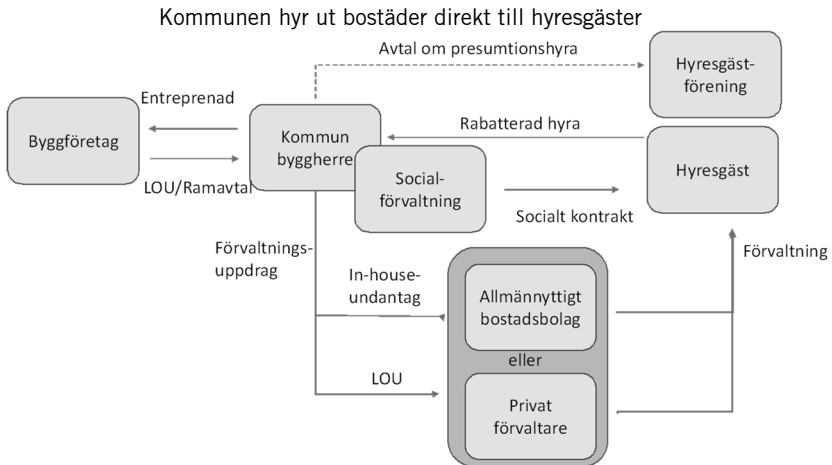 Kommunen hyr ut bostäder direkt till hyresgäster
Avtal om presumtionshyra
Hyresgäst-
förening
Entreprenad
Byggföretag
Kommun
byggherre
Rabatterad hyra
Hyresgäst
LOU/Ramavtal
Social-
förvaltning
Socialt kontrakt
Förvaltnings-
uppdrag
In-house-
undantag
Förvaltning
Allmännyttigt
bostadsbolag
eller
LOU
Privat
förvaltare